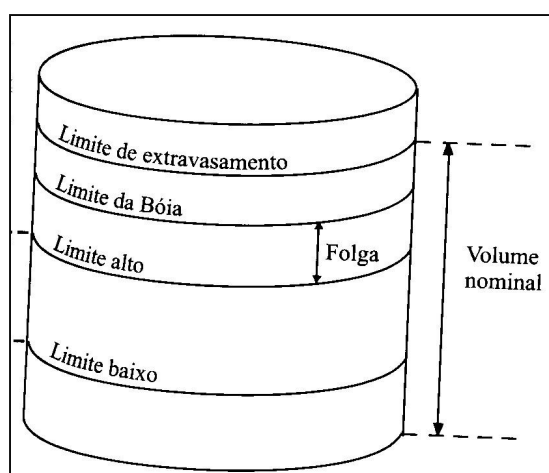 Limite de extravasamento
Limite da Bóia
Limite alto
Folga
Volume
nominal
Limite baixo